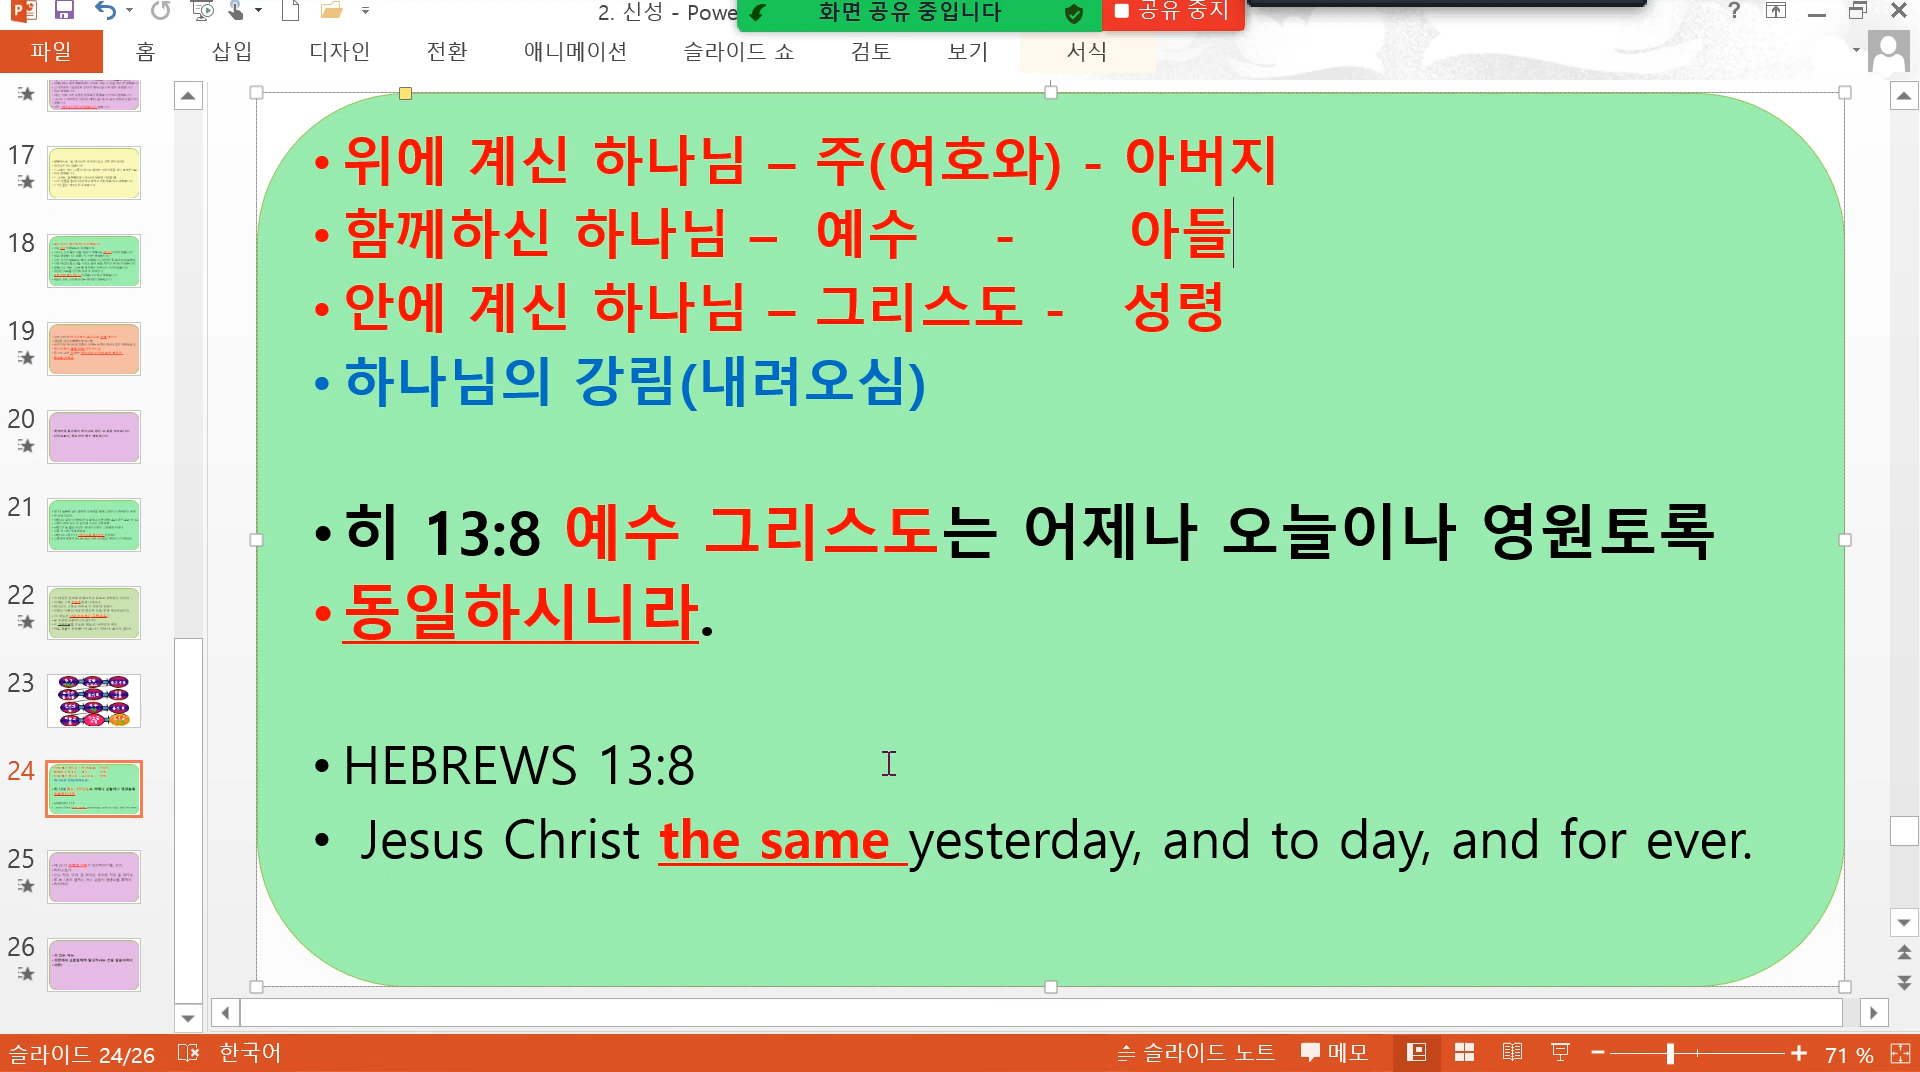 2. 신성 - Powe
화면 공유 중입니다
공유 중지
파일 홈 삽입 디자인 전환 애니메이션 슬라이드 쇼 검토 보기 서식
17
18
19
20
21
22
23
24
25
26
• 위에 계신 하나님 – 주(여호와) - 아버지
• 함께하신 하나님 – 예수 - 아들
• 안에 계신 하나님 – 그리스도 - 성령
• 하나님의 강림(내려오심)
• 히 13:8 예수 그리스도는 어제나 오늘이나 영원토록
• 동일하시니라.
• HEBREWS 13:8
• Jesus Christ the same yesterday, and to day, and for ever.
슬라이드 24/26 한국어 슬라이드 노트 메모 71 %